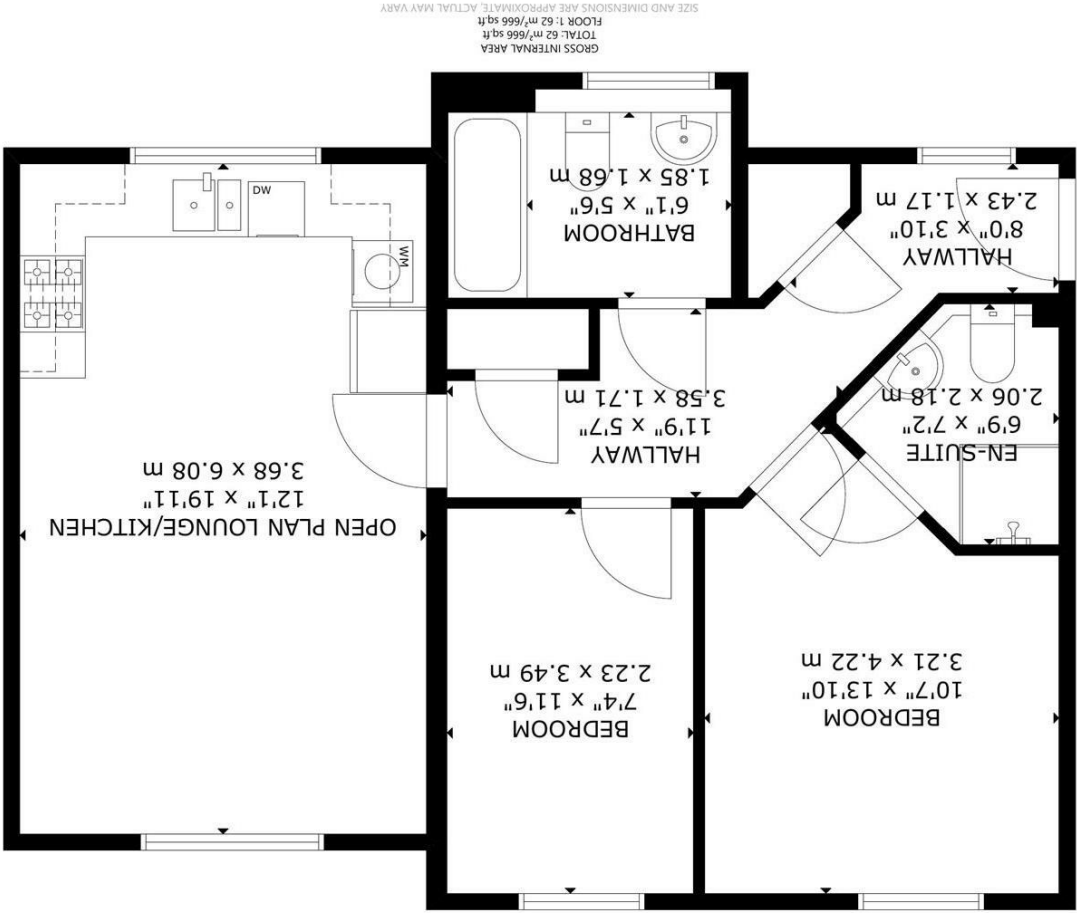 BEDROOM
10'7" x 13'10"
3.21 x 4.22 m
BEDROOM
7'4" x 11'6"
2.23 x 3.49 m
OPEN PLAN LOUNGE/KITCHEN
12'1" x 19'11"
3.68 x 6.08 m
EN-SUITE
6'9" x 7'2"
2.06 x 2.18 m
HALLWAY
11'9" x 5'7"
3.58 x 1.71 m
HALLWAY
8'0" x 3'10"
2.43 x 1.17 m
BATHROOM
6'1" x 5'6"
1.85 x 1.68 m
WM
DW
GROSS INTERNAL AREA
TOTAL: 62 m²/666 sq.ft
FLOOR 1: 62 m²/666 sq.ft
SIZE AND DIMENSIONS ARE APPROXIMATE, ACTUAL MAY VARY